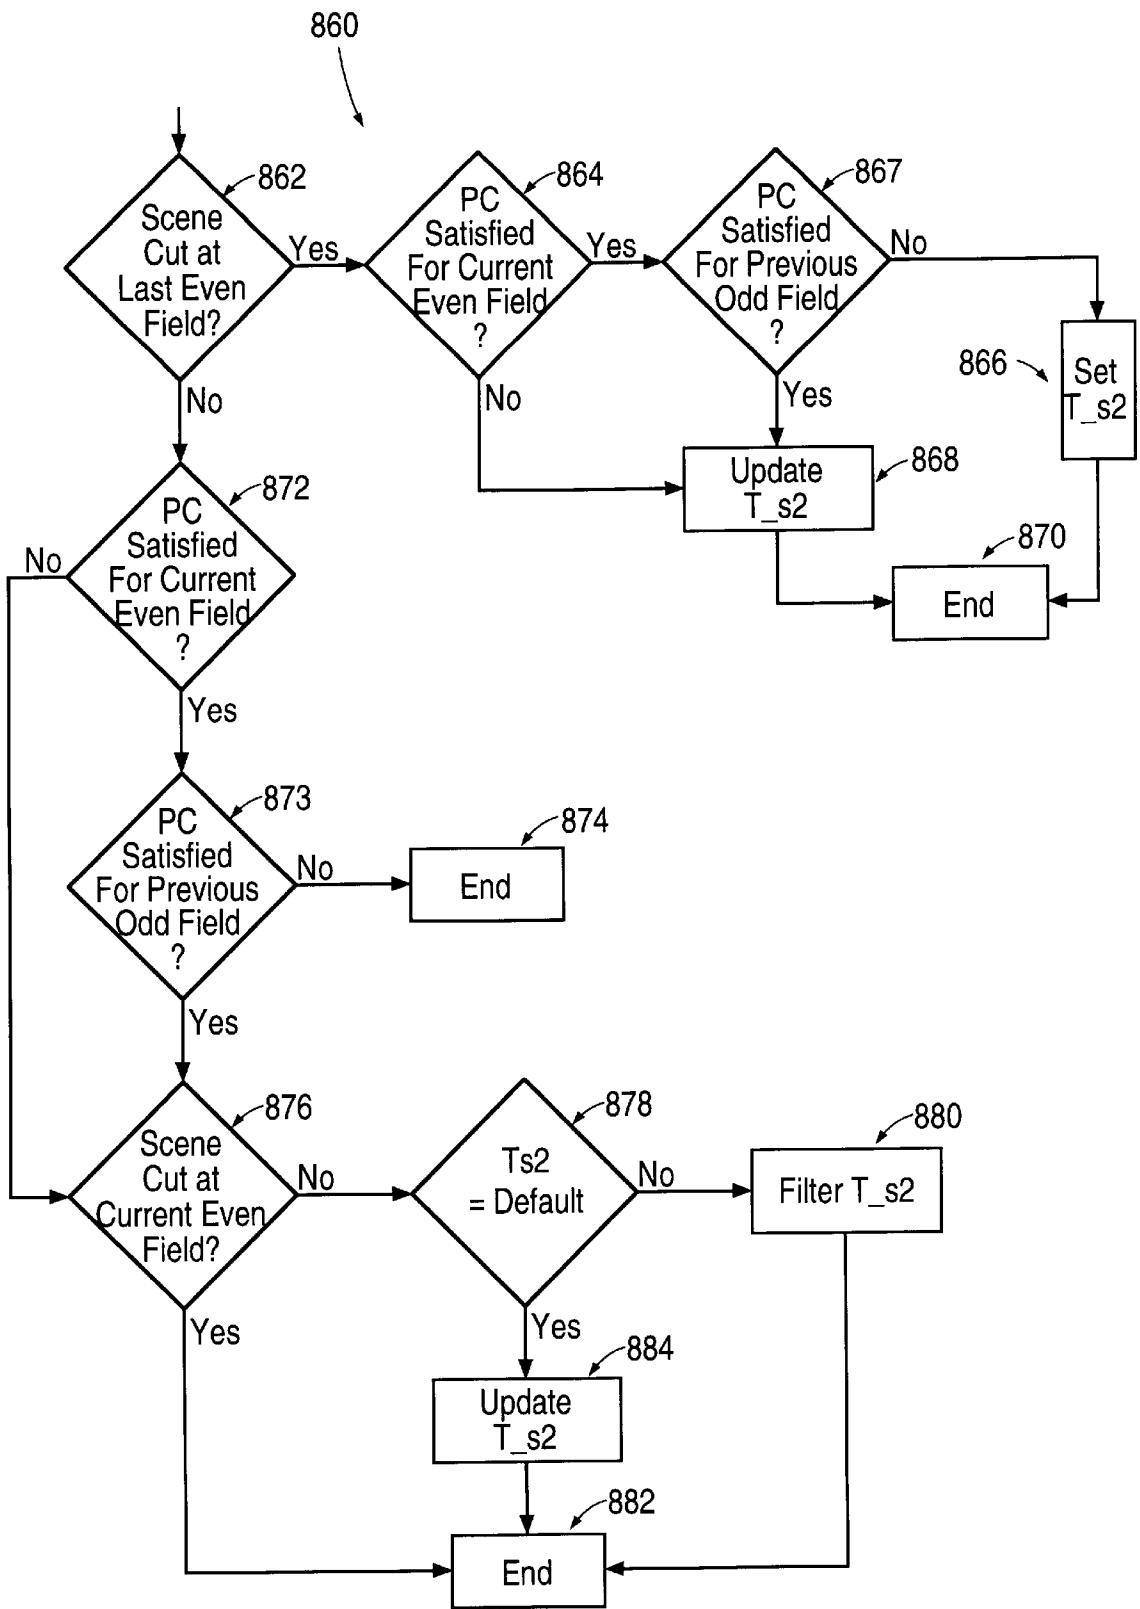 860
862
Scene
Cut at
Last Even
Field?
Yes
No
864
PC
Satisfied
For Current
Even Field
?
Yes
No
867
PC
Satisfied
For Previous
Odd Field
?
No
Yes
866
Set
T_s2
868
Update
T_s2
870
End
872
PC
Satisfied
For Current
Even Field
?
No
Yes
873
PC
Satisfied
For Previous
Odd Field
?
No
Yes
874
End
876
Scene
Cut at
Current Even
Field?
No
Yes
878
Ts2
= Default
No
Yes
880
Filter T_s2
884
Update
T_s2
882
End